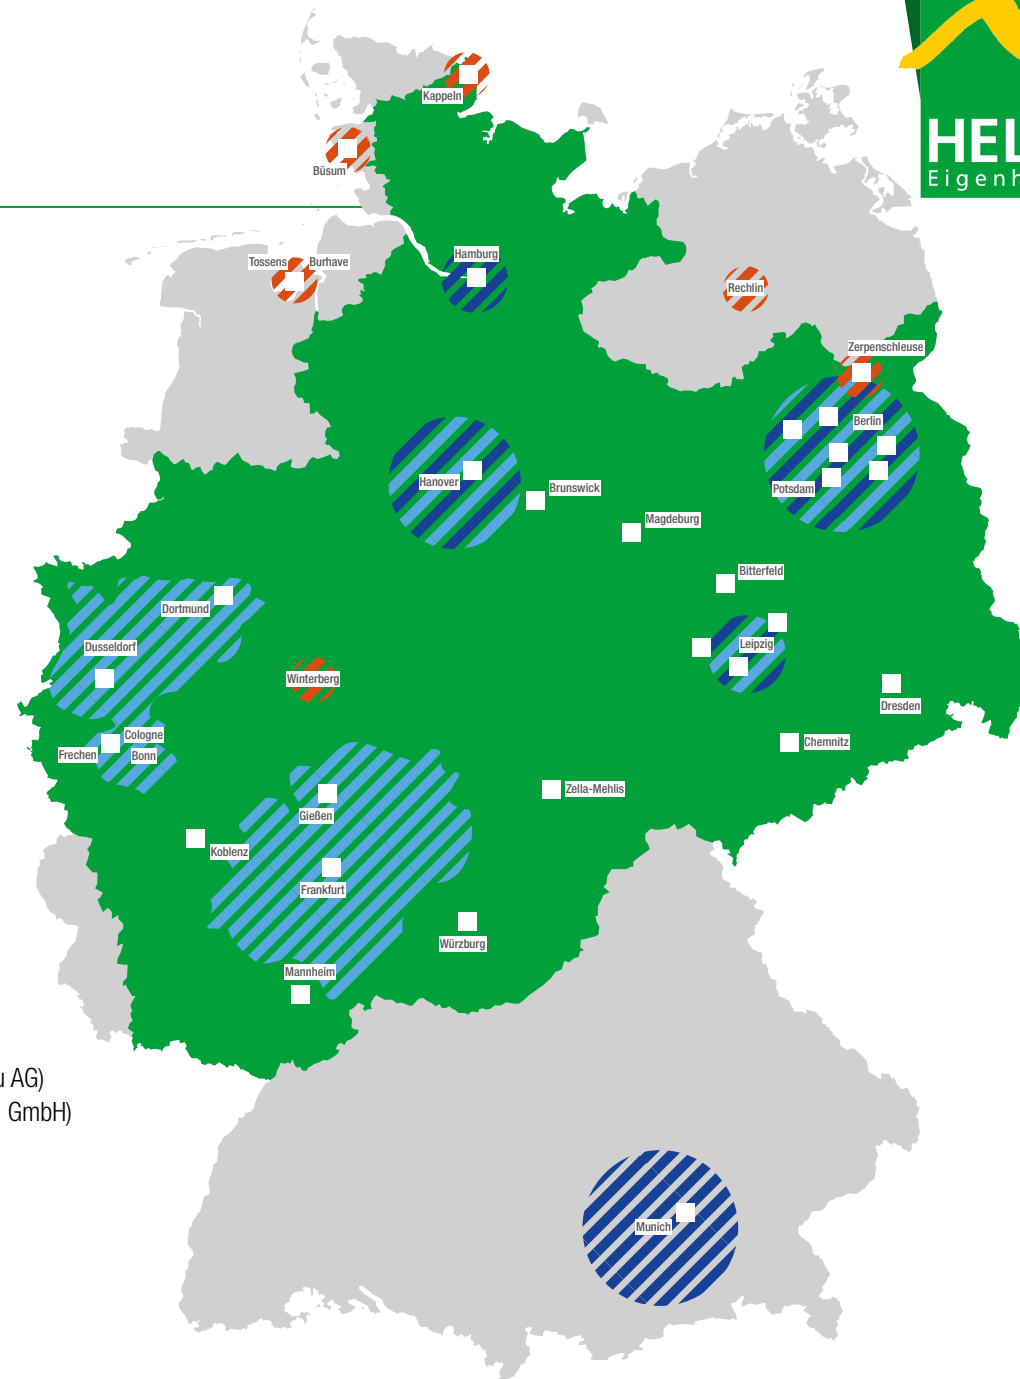 HEL
Eigenh
Kappeln
Büsum
Tossens
Burhave
Hamburg
Rechlin
Zerpenschleuse
Berlin
Hanover
Potsdam
Brunswick
Magdeburg
Bitterfeld
Dortmund
Dusseldorf
Leipzig
Winterberg
Dresden
Cologne
Chemnitz
Frechen
Bonn
Zella-Mehlis
Gießen
Koblenz
Frankfurt
Würzburg
Mannheim
AG)
GmbH)
Munich